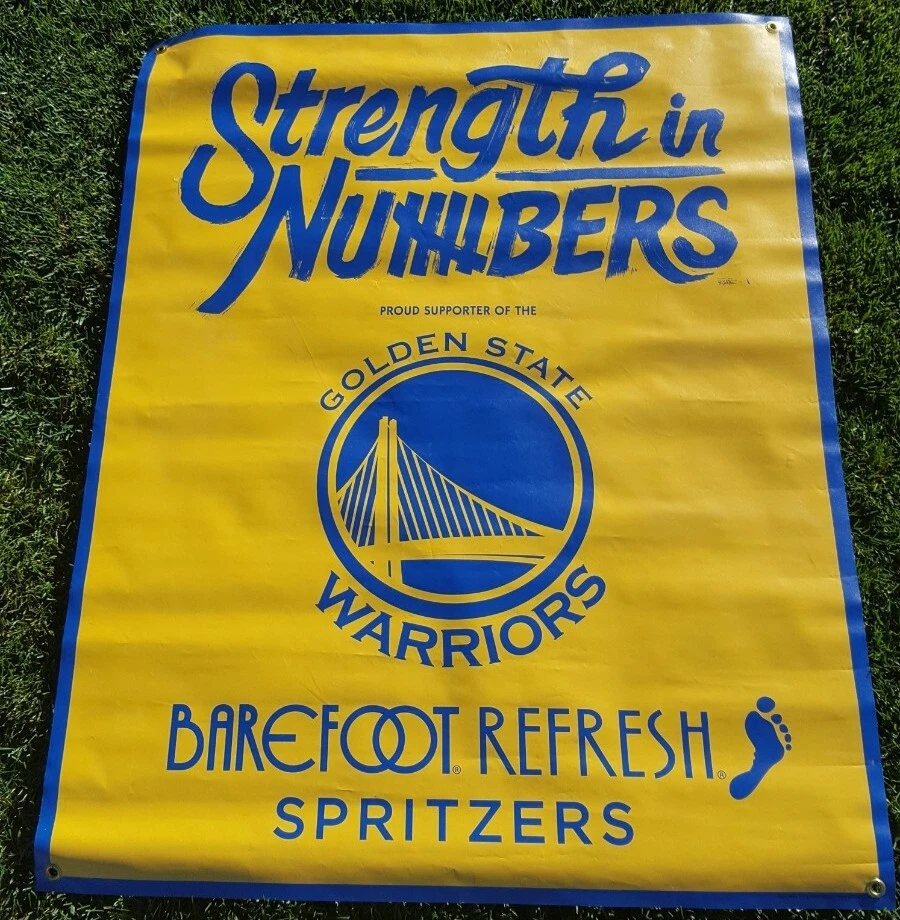 Strength in
NUMBERS
PROUD SUPPORTER OF THE
GOLDEN STATE
WARRIORS
BAREFOOT® REFRESH®
SPRITZERS